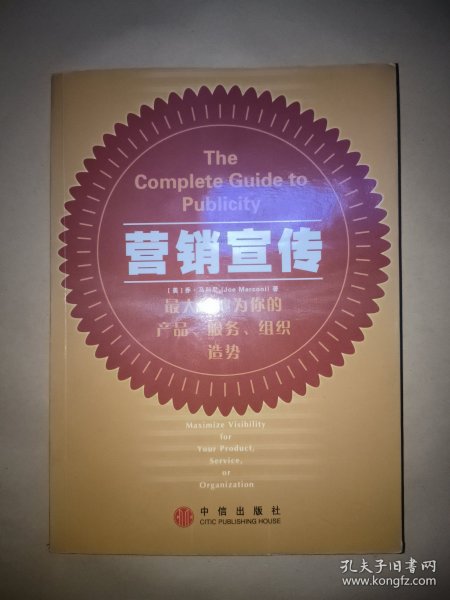 The
Complete Guide to
Publicity
营销宣传
[美] 乔·马科尼 (Joe Marconi) 著
最大 为你的
产品、服务、组织
造势
Maximize Visibility
for
Your Product,
Service,
or
Organization
中信出版社
CITIC PUBLISHING HOUSE
孔夫子旧书网
www.kongfz.com